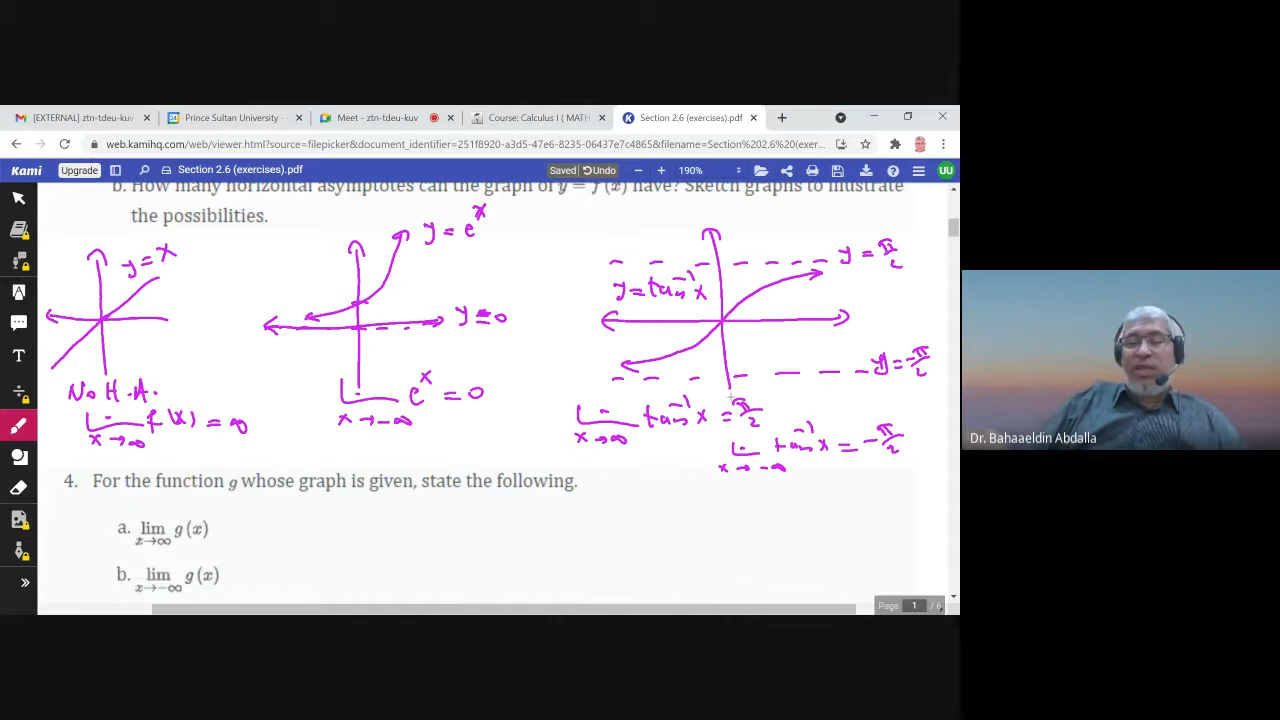 [EXTERNAL] ztn-tdeu-kuv
Prince Sultan University -
Meet - ztn-tdeu-kuv
Course: Calculus I ( MATH
Section 2.6 (exercises).pdf
web.kamihq.com/web/viewer.html?source=filepicker&document_identifier=251f8920-a3d5-47e6-8235-06437e7c4865&filename=Section%202.6%20(exer...
Kami
Upgrade
Section 2.6 (exercises).pdf
Saved
Undo
190%
UU
b. How many horizontal asymptotes can the graph of y = f(x) have? Sketch graphs to illustrate
the possibilities.
y = x
y = e^x
y = tan⁻¹ x
y = π/2
y = 0
y = -π/2
No H.A.
lim x→∞ f(x) = ∞
lim x→-∞ e^x = 0
lim x→∞ tan⁻¹ x = π/2
lim x→-∞ tan⁻¹ x = -π/2
4. For the function g whose graph is given, state the following.
a. lim x→∞ g(x)
b. lim x→-∞ g(x)
Page 1 / 6
Dr. Bahaaeldin Abdalla